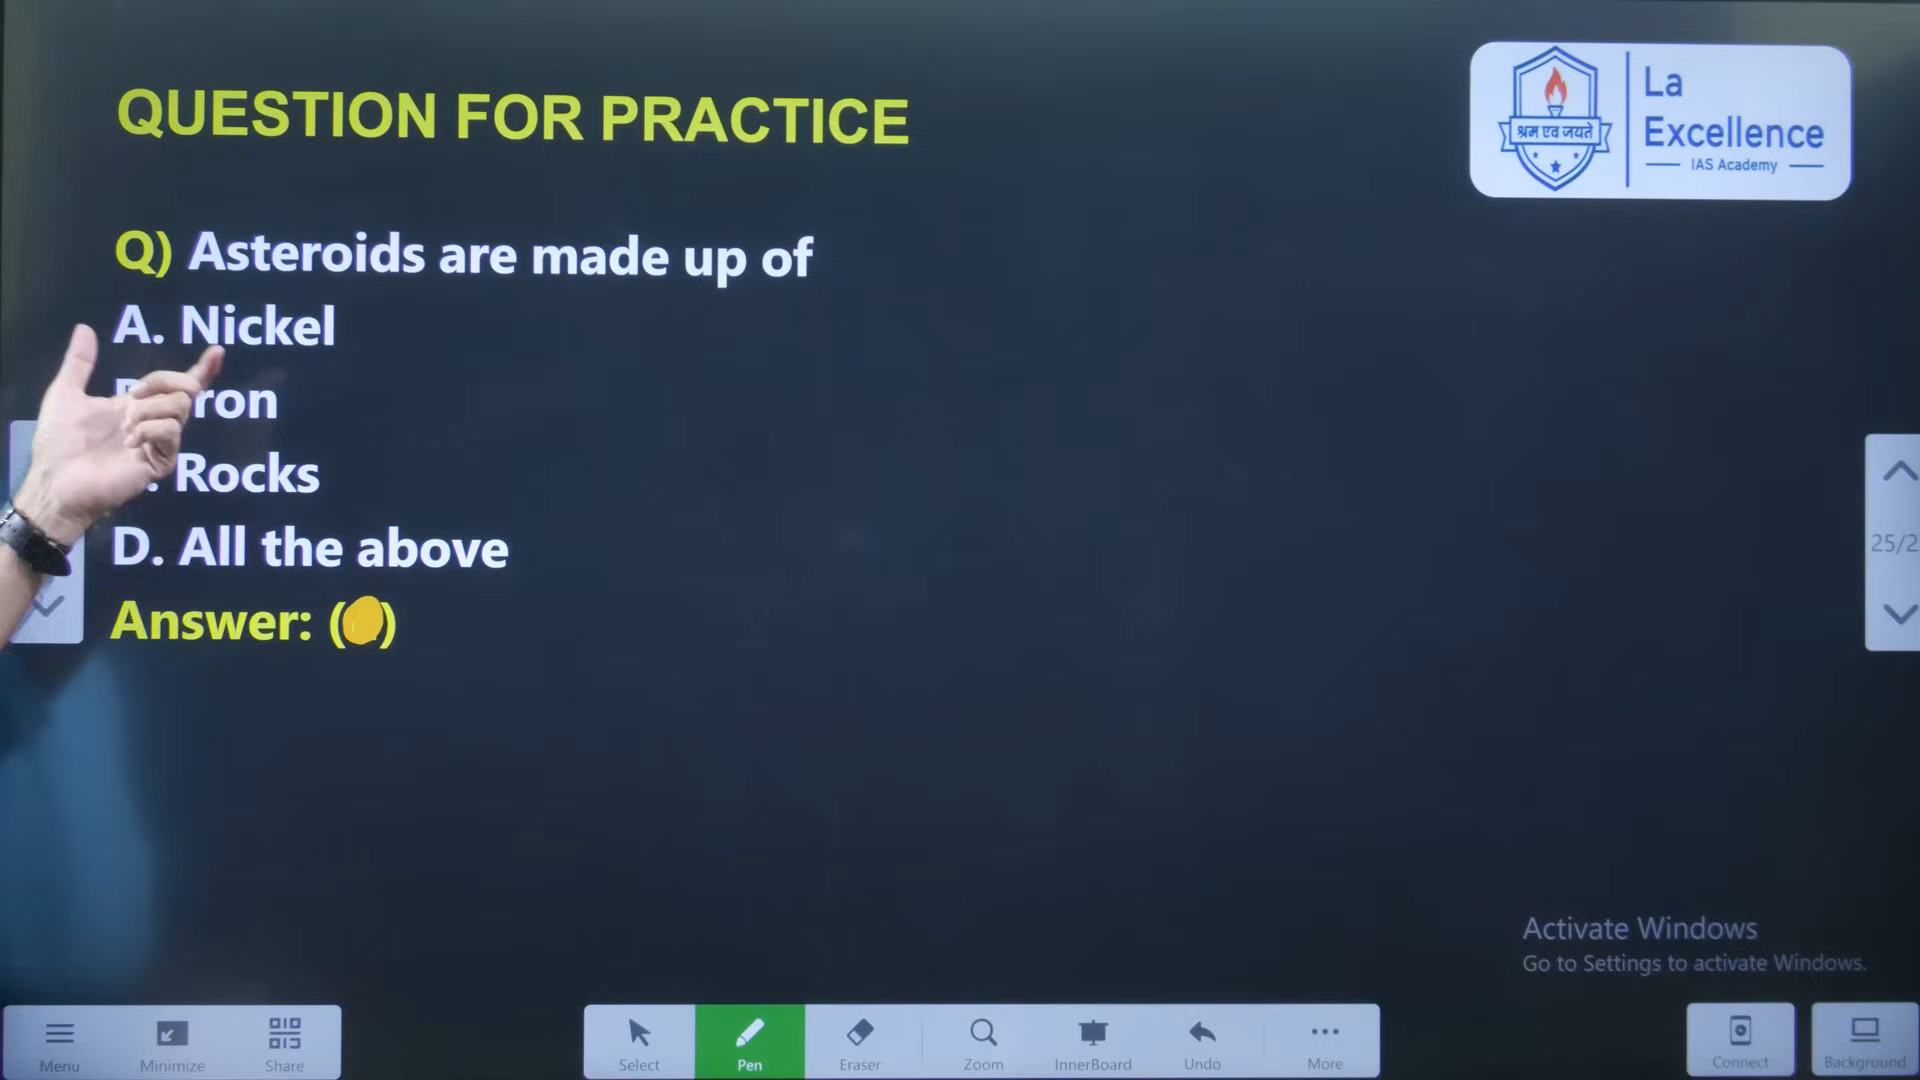 QUESTION FOR PRACTICE
La
Excellence
IAS Academy
श्रम एव जयते
Q) Asteroids are made up of
A. Nickel
ron
Rocks
D. All the above
Answer: ( )
25/2
Activate Windows
Go to Settings to activate Windows.
Menu
Minimize
Share
Select
Pen
Eraser
Zoom
InnerBoard
Undo
More
Connect
Background